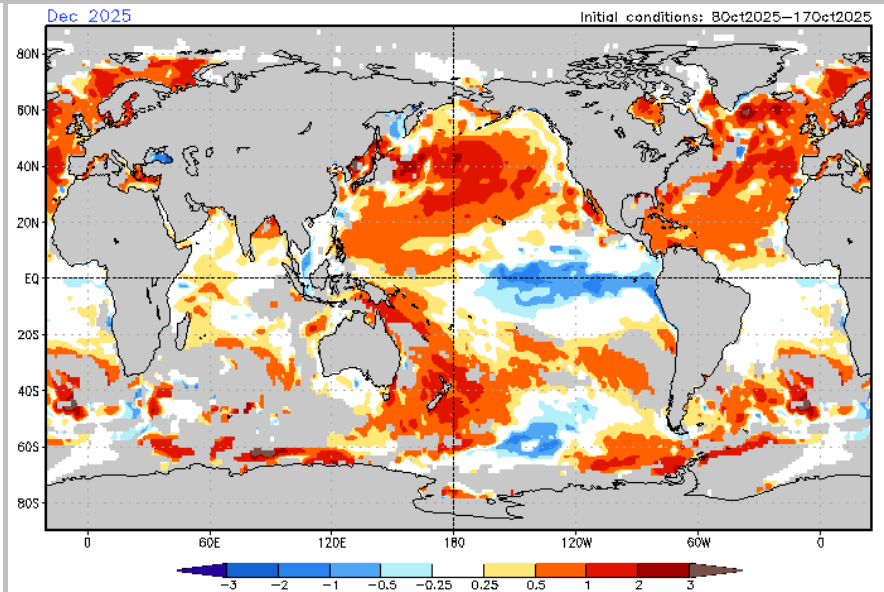 Dec 2025
Initial conditions: 8Oct2025–17Oct2025
80N
60N
40N
20N
EQ
20S
40S
60S
80S
0 60E 120E 180 120W 60W 0
-3 -2 -1 -0.5 -0.25 0.25 0.5 1 2 3